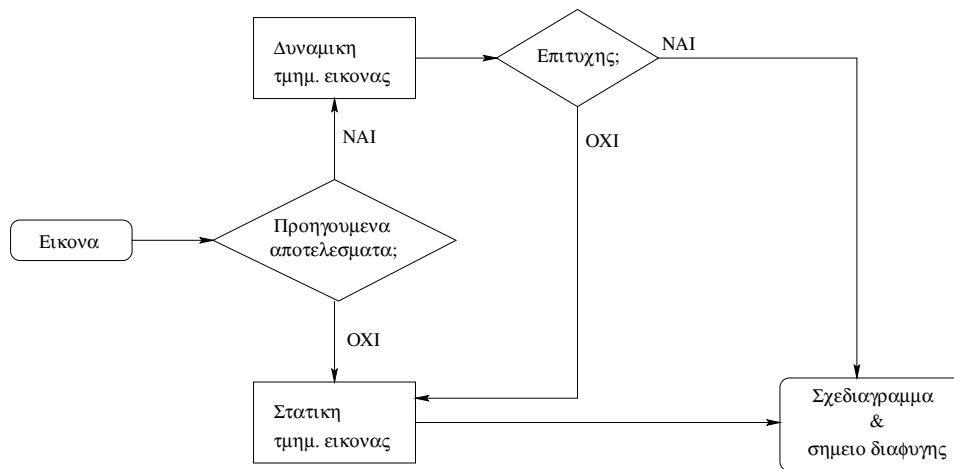 Δυναμικη
τμημ. εικονας
Επιτυχης;
ΝΑΙ
ΝΑΙ
ΟΧΙ
Εικονα
Προηγουμενα
αποτελεσματα;
ΟΧΙ
Στατικη
τμημ. εικονας
Σχεδιαγραμμα
&
σημειο διαφυγης